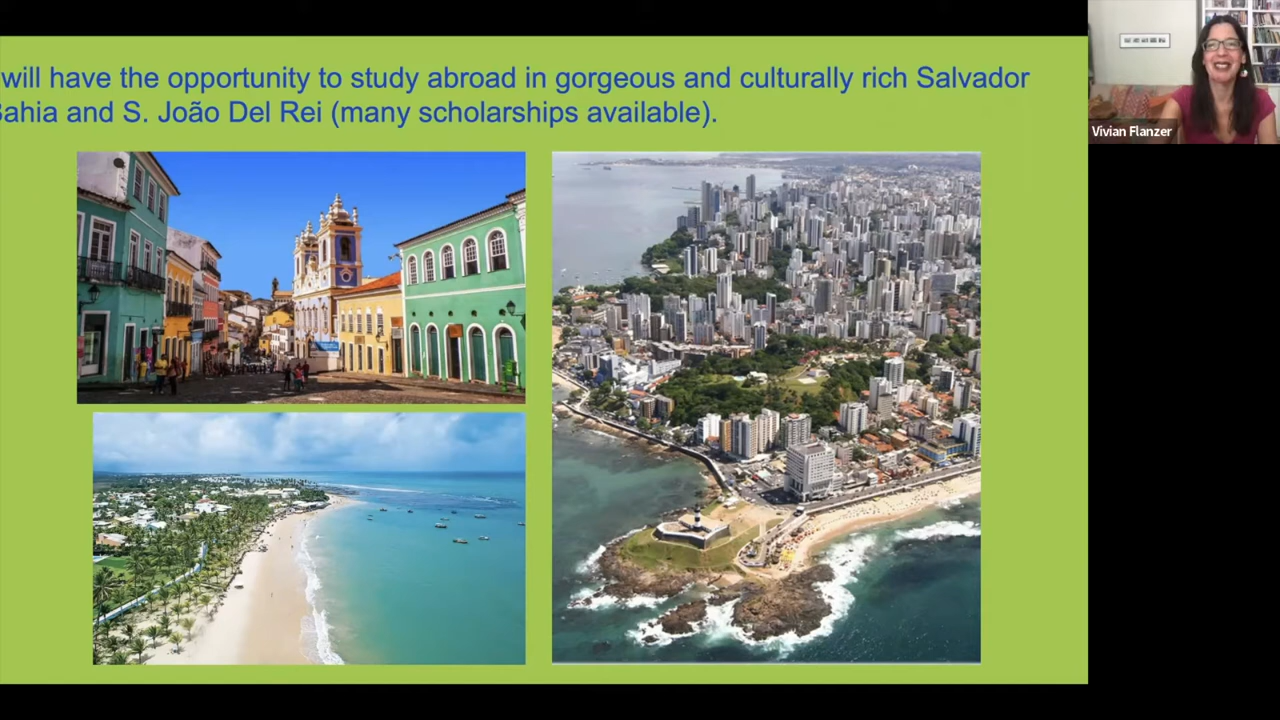 will have the opportunity to study abroad in gorgeous and culturally rich Salvador
Bahia and S. João Del Rei (many scholarships available).
Vivian Flanzer